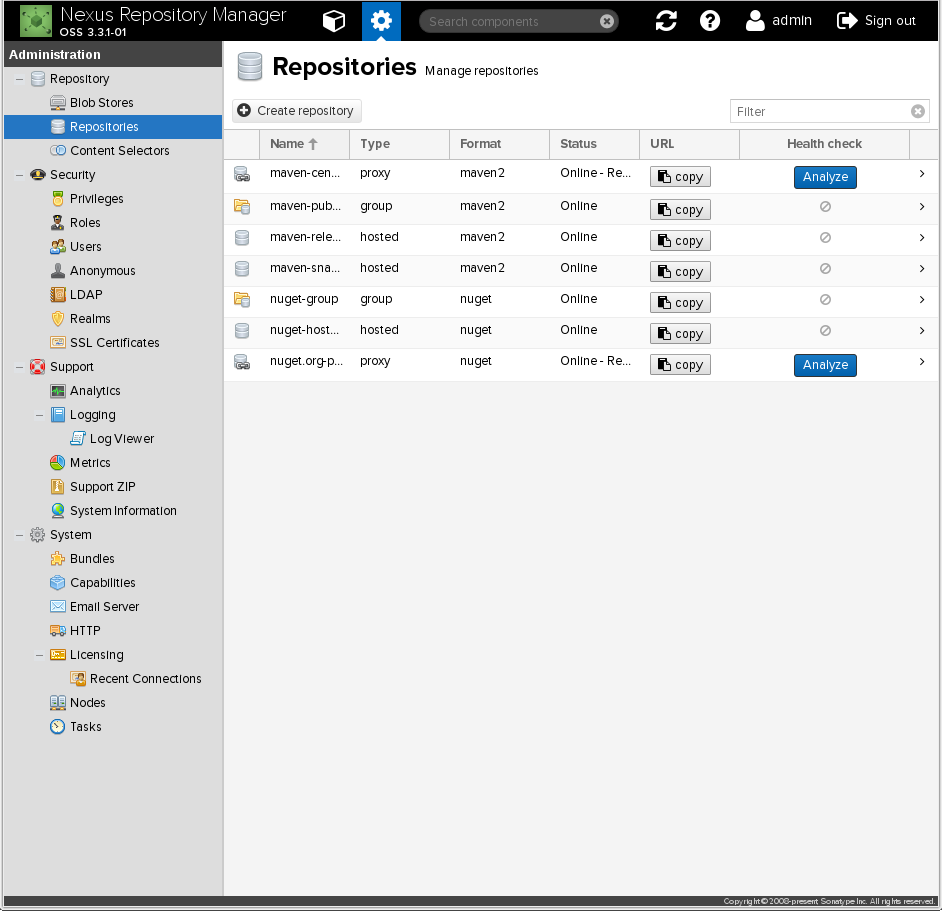 Nexus Repository Manager
OSS 3.3.1-01
Search components
admin
Sign out
Administration
Repository
Blob Stores
Repositories
Content Selectors
Security
Privileges
Roles
Users
Anonymous
LDAP
Realms
SSL Certificates
Support
Analytics
Logging
Log Viewer
Metrics
Support ZIP
System Information
System
Bundles
Capabilities
Email Server
HTTP
Licensing
Recent Connections
Nodes
Tasks
Repositories Manage repositories
Create repository
Filter
Name Type Format Status URL Health check
maven-cen... proxy maven2 Online - Re... copy Analyze
maven-pub... group maven2 Online copy
maven-rele... hosted maven2 Online copy
maven-sna... hosted maven2 Online copy
nuget-group group nuget Online copy
nuget-host... hosted nuget Online copy
nuget.org-p... proxy nuget Online - Re... copy Analyze
Copyright © 2008-present Sonatype Inc. All rights reserved.